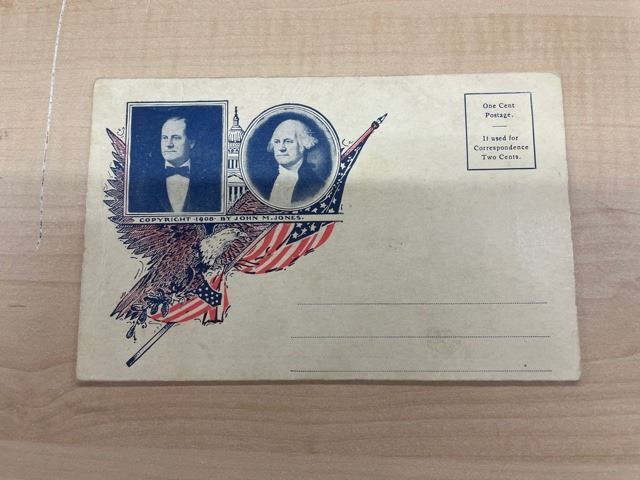 One Cent
Postage.
If used for
Correspondence
Two Cents.
COPYRIGHT ·1908· BY JOHN M. JONES.